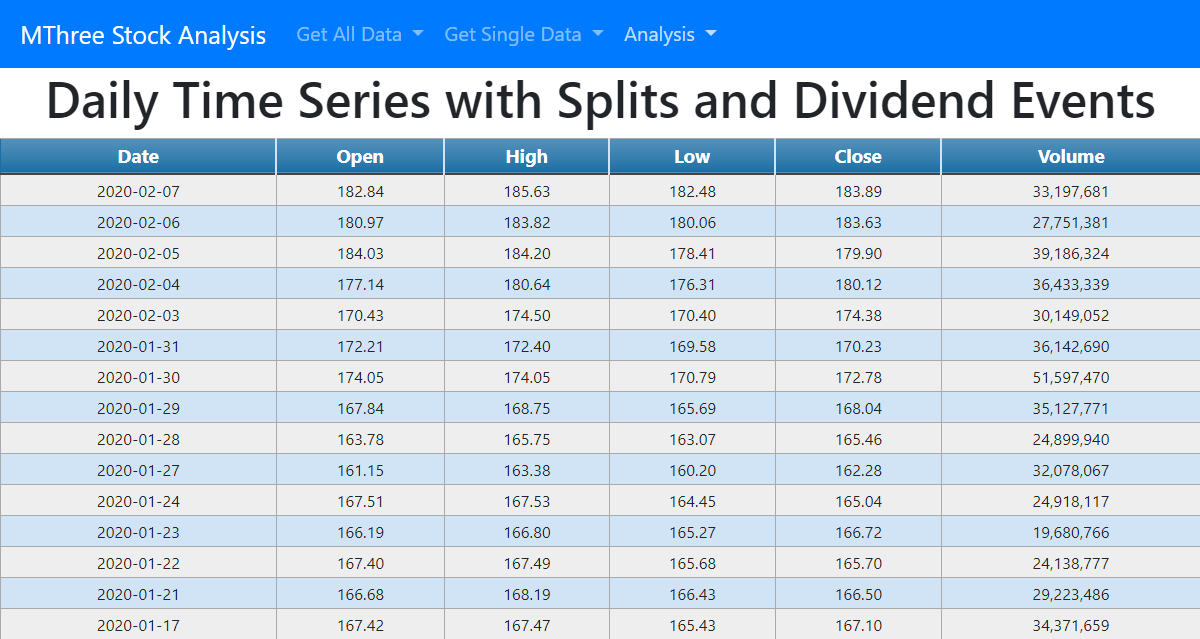 MThree Stock Analysis Get All Data Get Single Data Analysis
Daily Time Series with Splits and Dividend Events
Date Open High Low Close Volume
2020-02-07 182.84 185.63 182.48 183.89 33,197,681
2020-02-06 180.97 183.82 180.06 183.63 27,751,381
2020-02-05 184.03 184.20 178.41 179.90 39,186,324
2020-02-04 177.14 180.64 176.31 180.12 36,433,339
2020-02-03 170.43 174.50 170.40 174.38 30,149,052
2020-01-31 172.21 172.40 169.58 170.23 36,142,690
2020-01-30 174.05 174.05 170.79 172.78 51,597,470
2020-01-29 167.84 168.75 165.69 168.04 35,127,771
2020-01-28 163.78 165.75 163.07 165.46 24,899,940
2020-01-27 161.15 163.38 160.20 162.28 32,078,067
2020-01-24 167.51 167.53 164.45 165.04 24,918,117
2020-01-23 166.19 166.80 165.27 166.72 19,680,766
2020-01-22 167.40 167.49 165.68 165.70 24,138,777
2020-01-21 166.68 168.19 166.43 166.50 29,223,486
2020-01-17 167.42 167.47 165.43 167.10 34,371,659